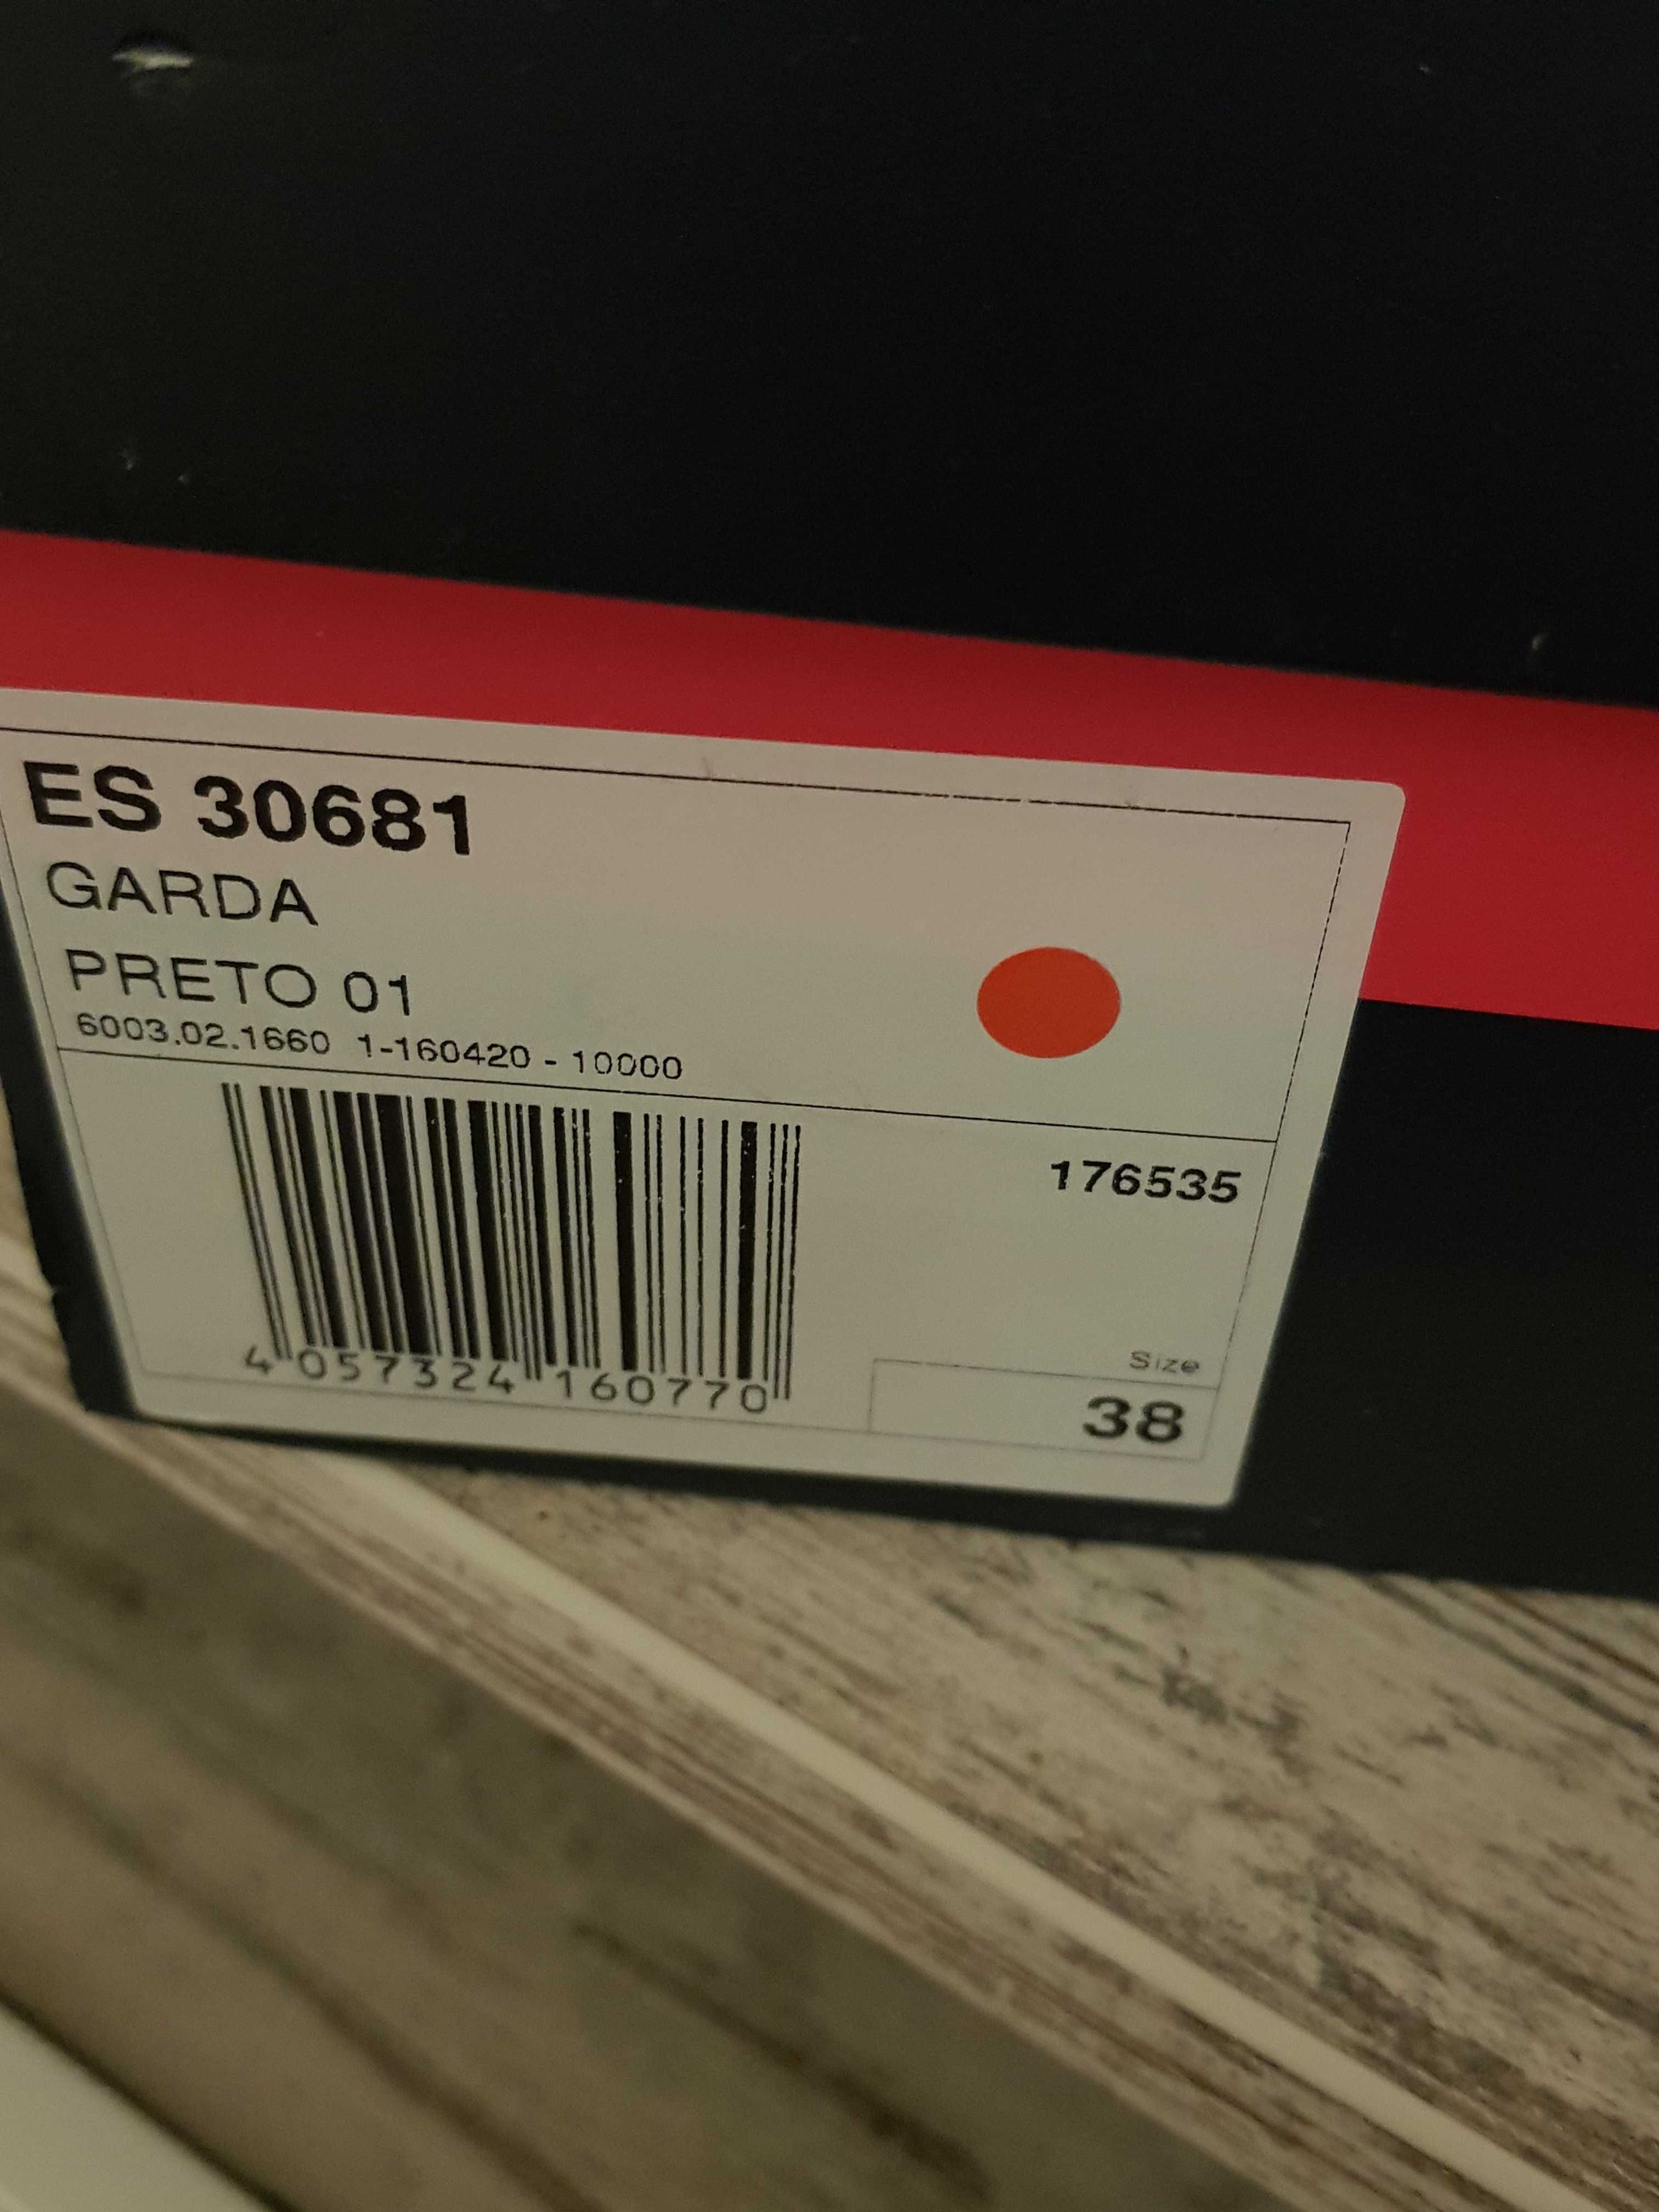 ES 30681
GARDA
PRETO 01
6003.02.1660 1-160420 - 10000
176535
Size
38
4 057324 160770